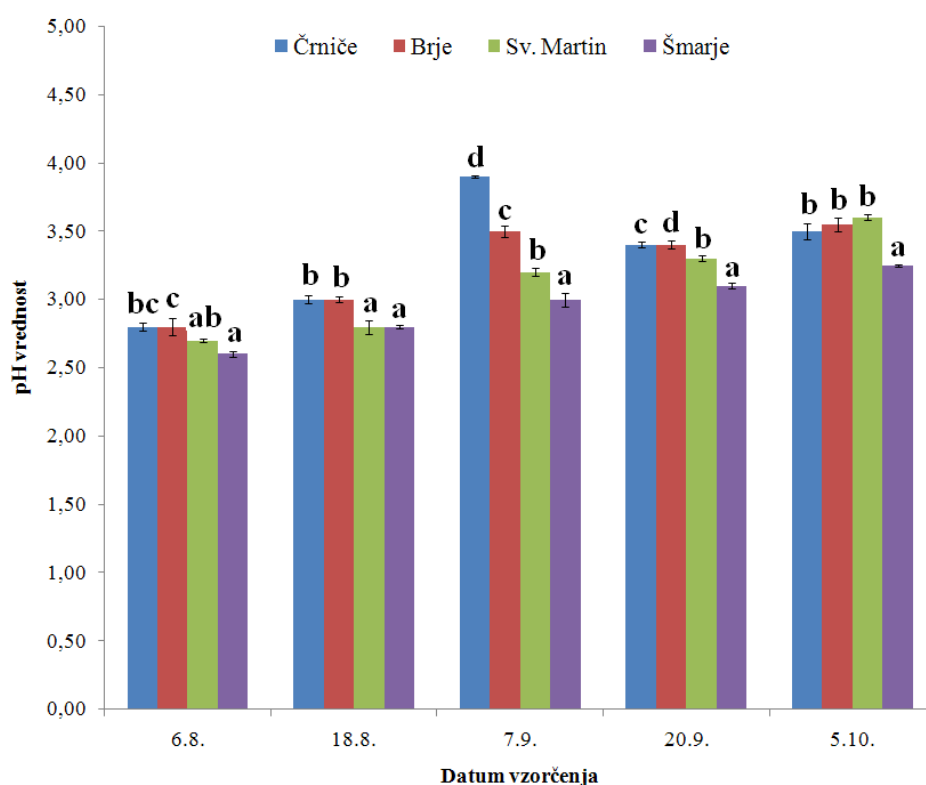 5,00
Črniče Brje Sv. Martin Šmarje
4,50
4,00
3,50
3,00
2,50
2,00
1,50
1,00
0,50
0,00
pH vrednost
bc c ab a
b b a a
d c b a
c d b a
b b b a
6.8. 18.8. 7.9. 20.9. 5.10.
Datum vzorčenja